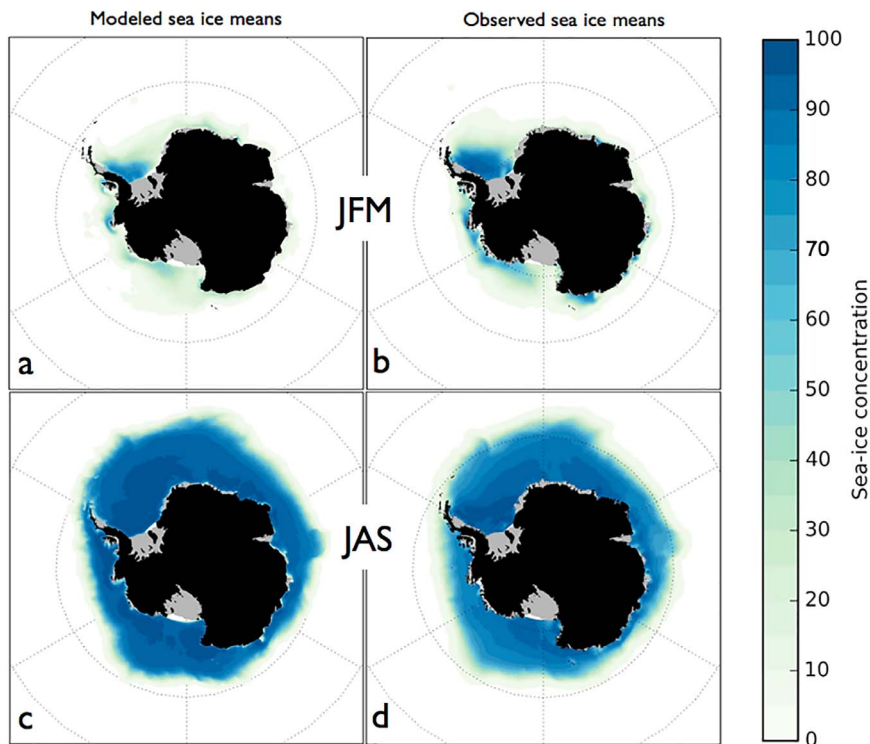 Modeled sea ice means
Observed sea ice means
JFM
a
b
JAS
c
d
100
90
80
70
60
50
40
30
20
10
0
Sea-ice concentration